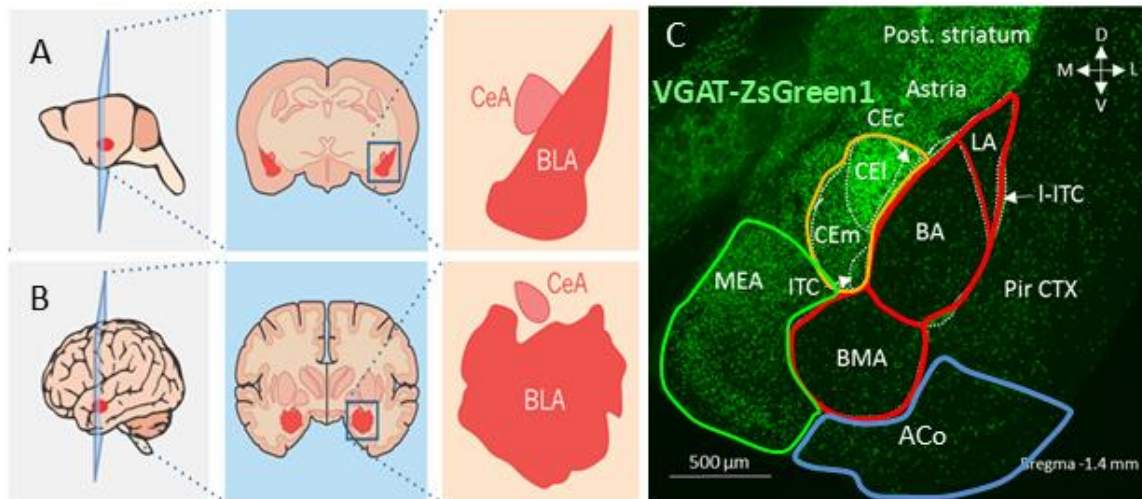 A
CeA
BLA
B
CeA
BLA
C
Post. striatum
D
M
L
V
VGAT-ZsGreen1
Astria
CEc
LA
CEl
l-ITC
BA
CEm
MEA
ITC
Pir CTX
BMA
ACo
500 µm
Bregma -1.4 mm